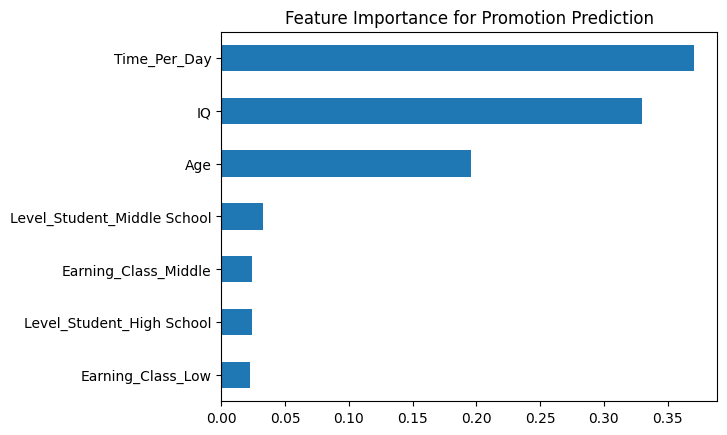 Feature Importance for Promotion Prediction
Time_Per_Day
IQ
Age
Level_Student_Middle School
Earning_Class_Middle
Level_Student_High School
Earning_Class_Low
0.00 0.05 0.10 0.15 0.20 0.25 0.30 0.35